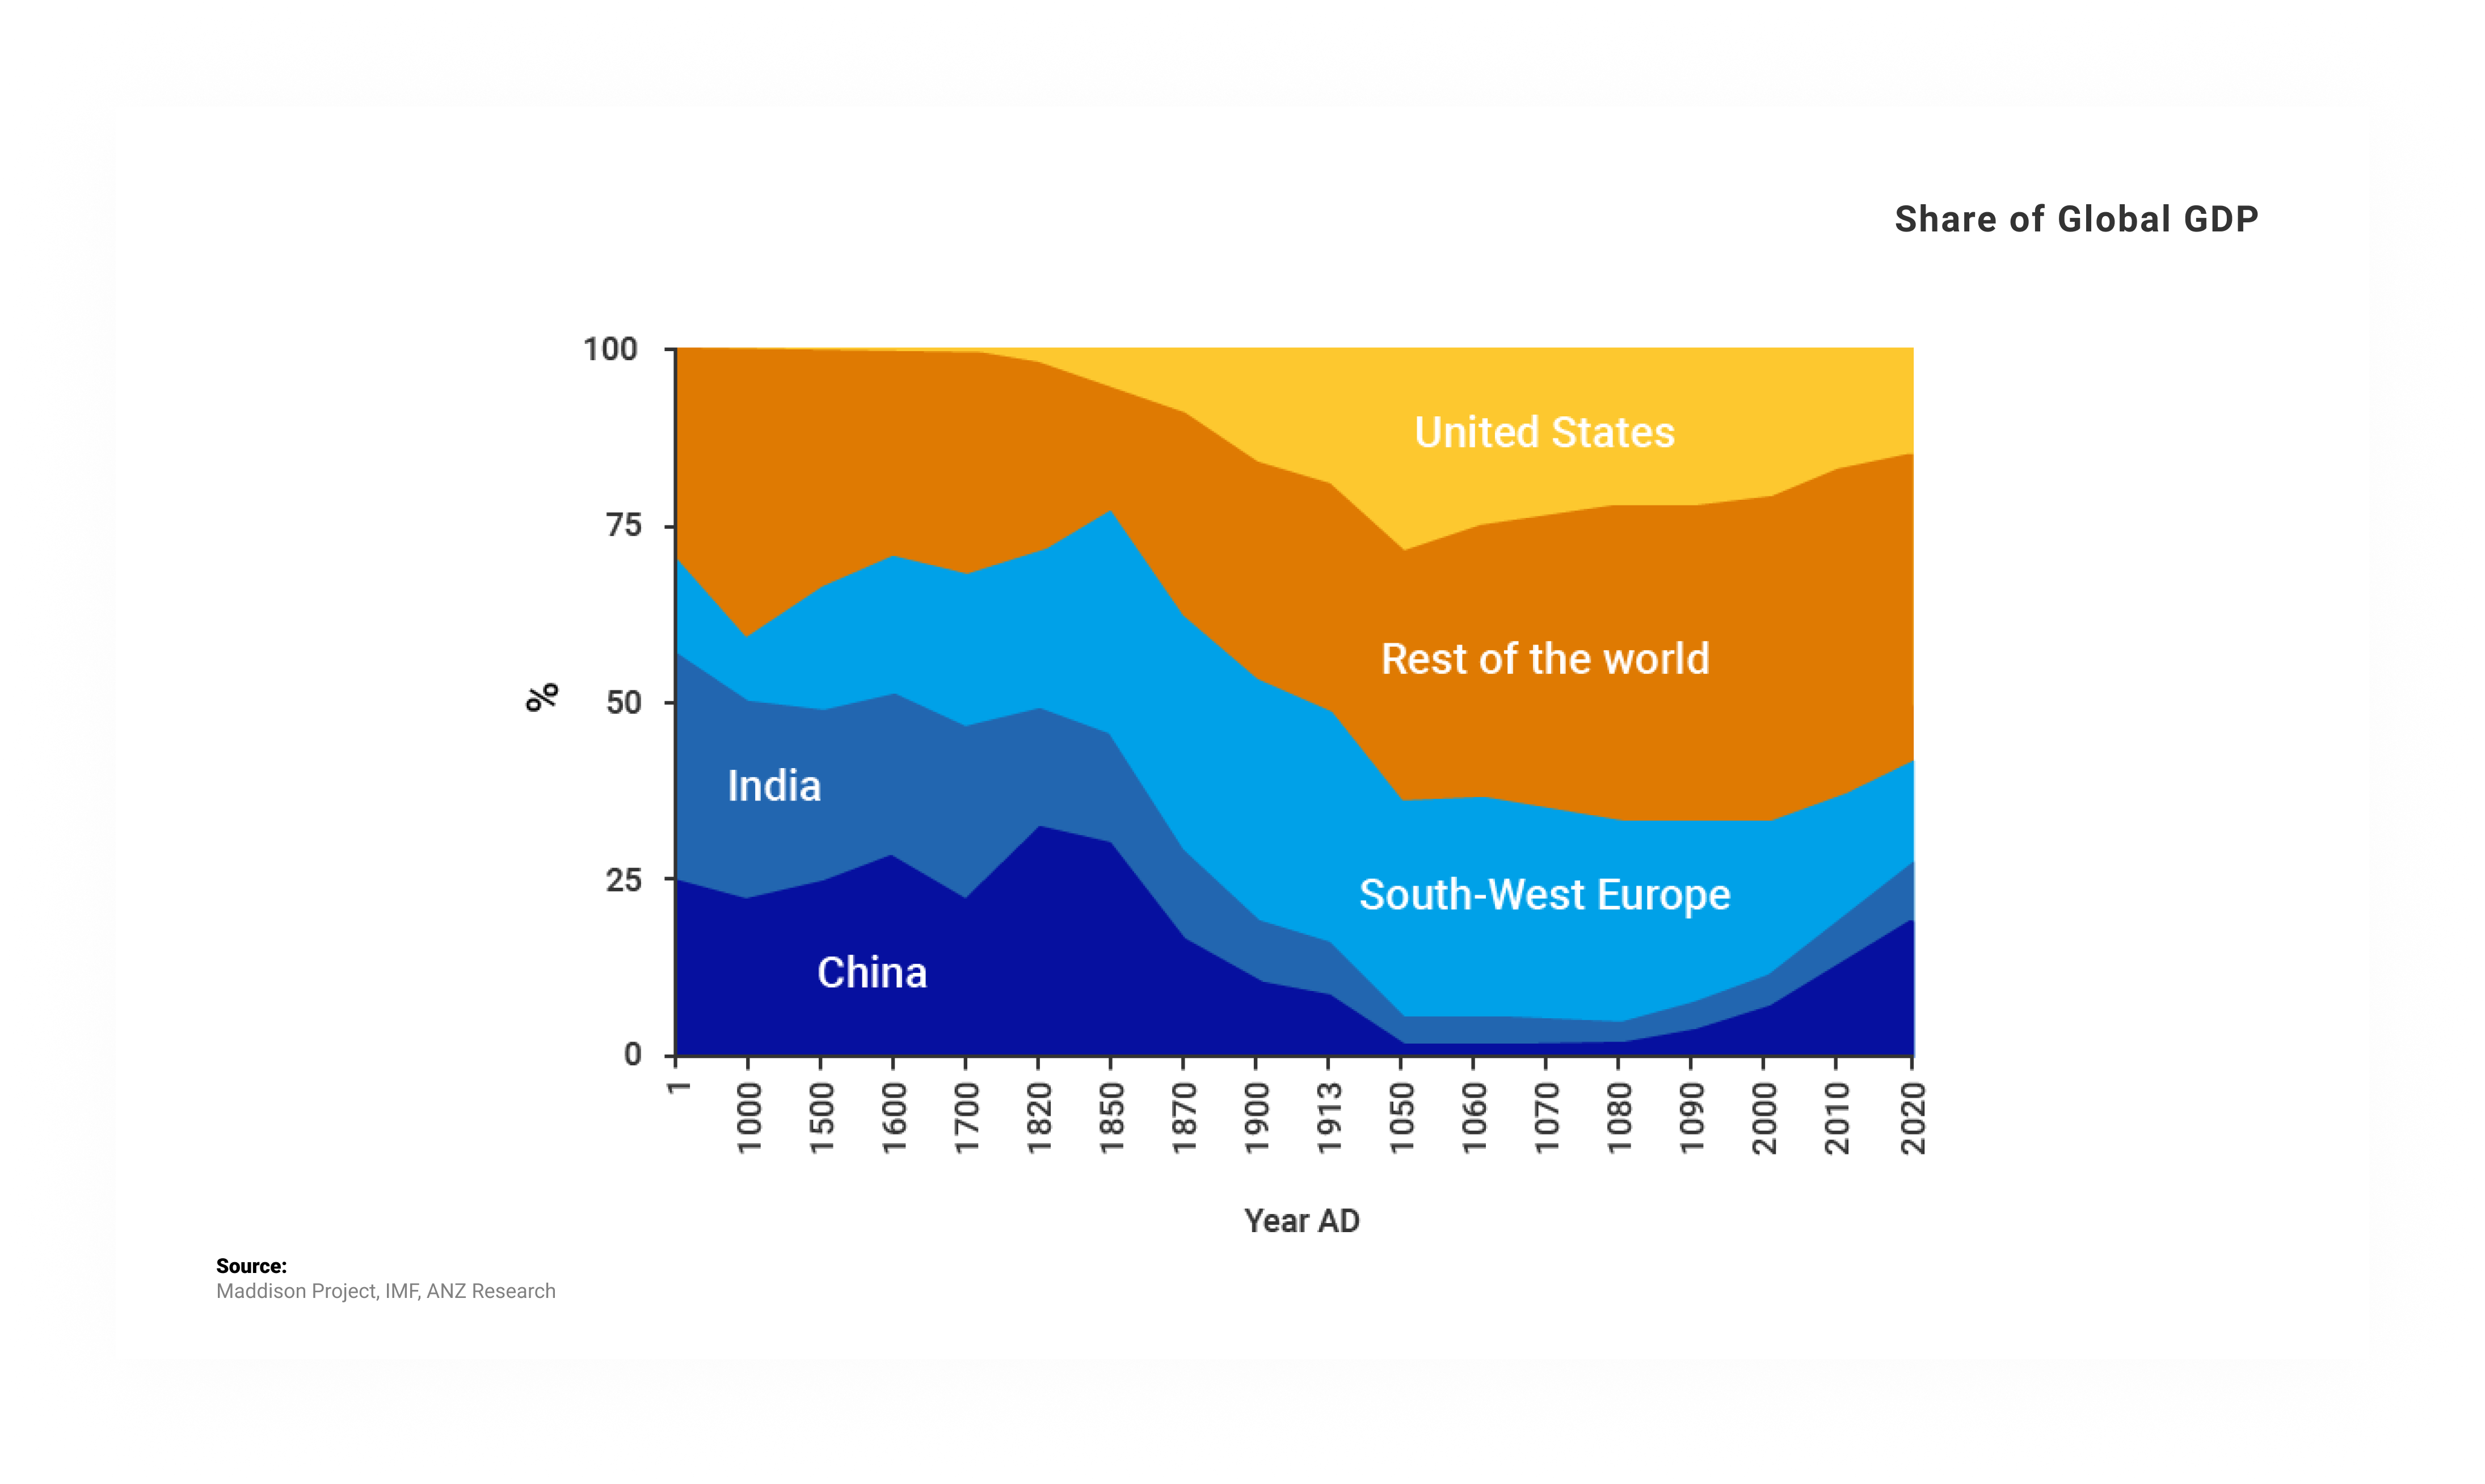 Share of Global GDP
100
75
50
25
0
%
United States
Rest of the world
South-West Europe
India
China
1
1000
1500
1600
1700
1820
1850
1870
1900
1913
1050
1060
1070
1080
1090
2000
2010
2020
Year AD
Source:
Maddison Project, IMF, ANZ Research